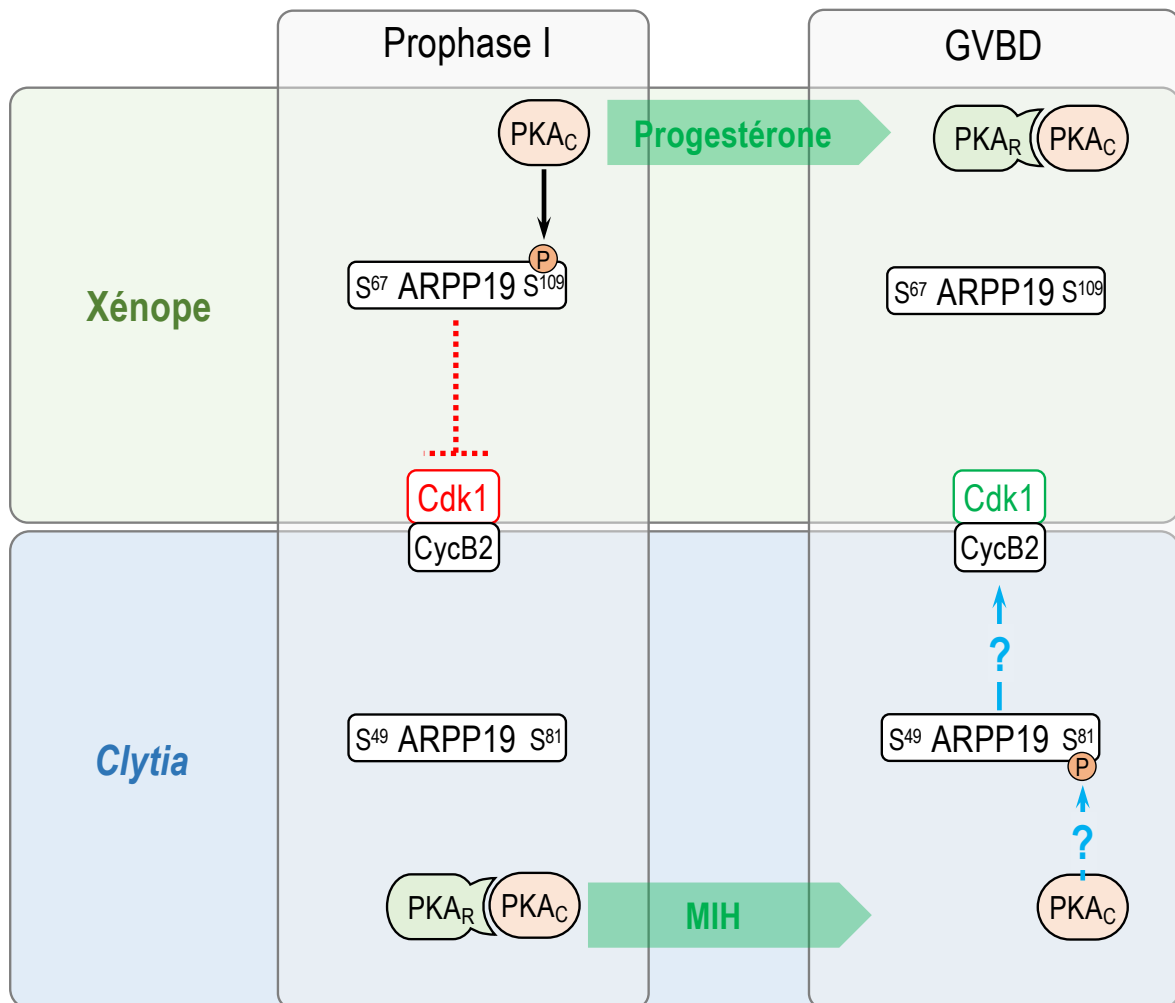 Prophase I
GVBD
PKAC
Progestérone
PKAR PKAC
P
S67 ARPP19 S109
S67 ARPP19 S109
Xénope
Cdk1
Cdk1
CycB2
CycB2
?
S49 ARPP19 S81
S49 ARPP19 S81
P
Clytia
?
PKAR PKAC
MIH
PKAC